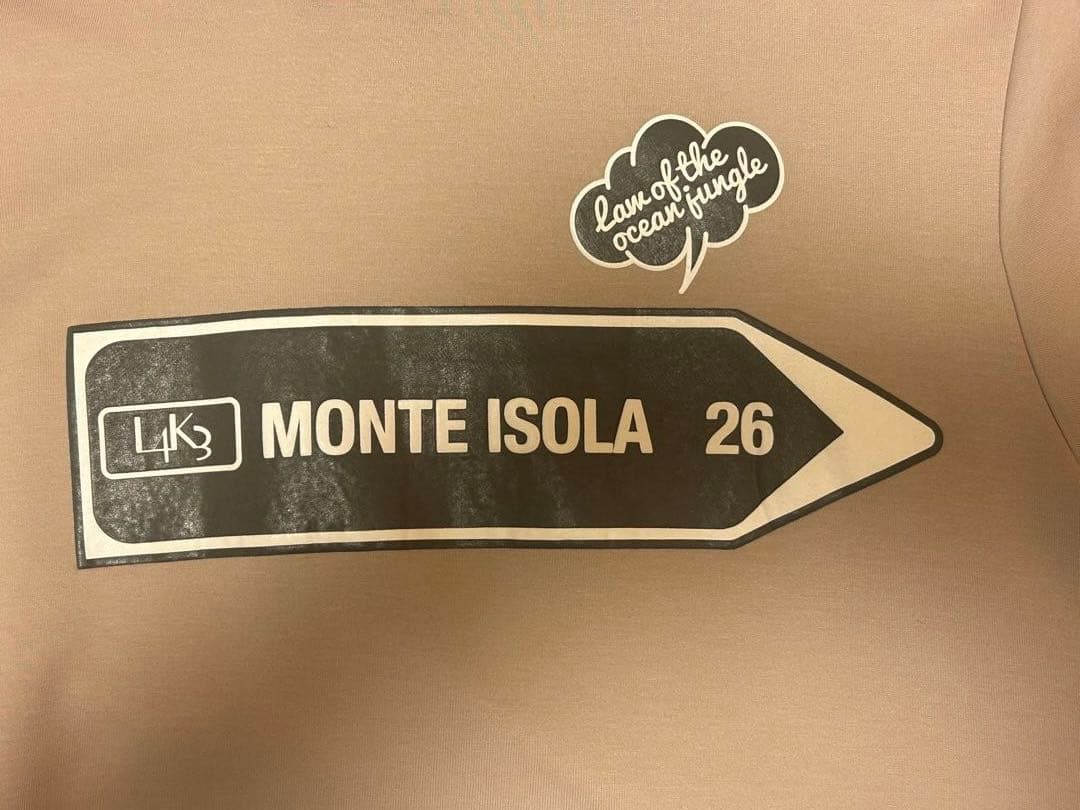 Law of the
ocean jungle
L4K3 MONTE ISOLA 26